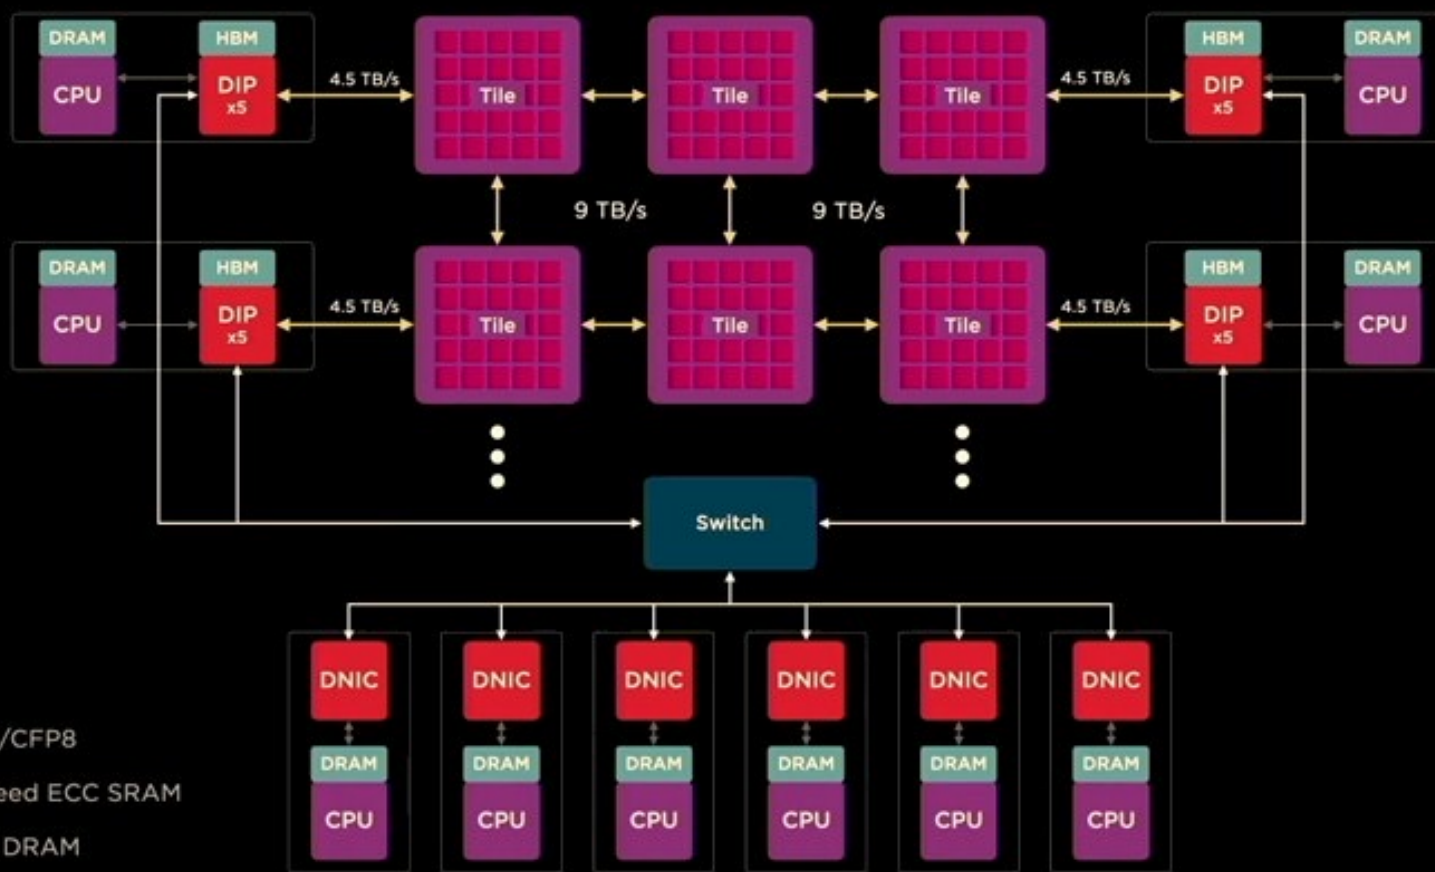 DRAM
HBM
HBM
DRAM
CPU
DIP
x5
4.5 TB/s
Tile
Tile
Tile
4.5 TB/s
DIP
x5
CPU
9 TB/s
9 TB/s
DRAM
HBM
HBM
DRAM
CPU
DIP
x5
4.5 TB/s
Tile
Tile
Tile
4.5 TB/s
DIP
x5
CPU
Switch
DNIC
DNIC
DNIC
DNIC
DNIC
DNIC
/CFP8
DRAM
DRAM
DRAM
DRAM
DRAM
DRAM
eed ECC SRAM
CPU
CPU
CPU
CPU
CPU
CPU
DRAM